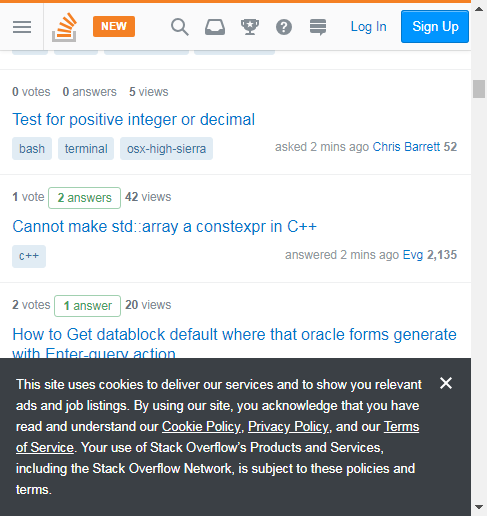 NEW
Log In
Sign Up
0 votes 0 answers 5 views
Test for positive integer or decimal
bash terminal osx-high-sierra
asked 2 mins ago Chris Barrett 52
1 vote 2 answers 42 views
Cannot make std::array a constexpr in C++
c++
answered 2 mins ago Evg 2,135
2 votes 1 answer 20 views
How to Get datablock default where that oracle forms generate
with Enter-query action
This site uses cookies to deliver our services and to show you relevant
ads and job listings. By using our site, you acknowledge that you have
read and understand our Cookie Policy, Privacy Policy, and our Terms
of Service. Your use of Stack Overflow's Products and Services,
including the Stack Overflow Network, is subject to these policies and
terms.